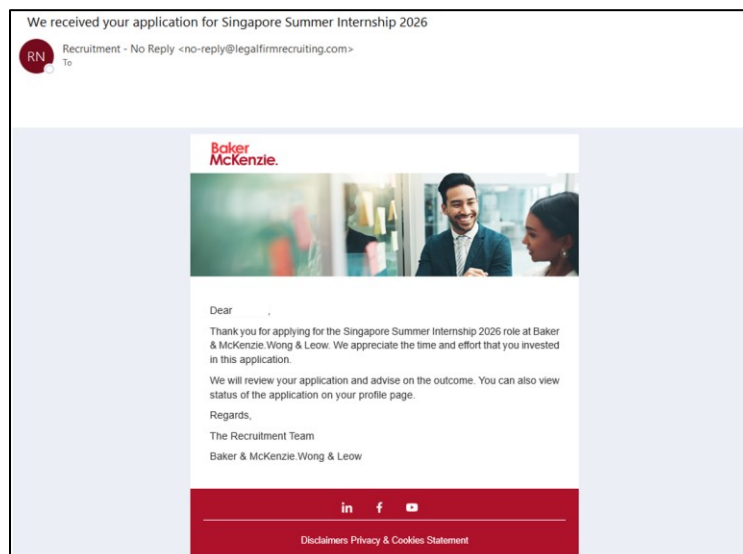 We received your application for Singapore Summer Internship 2026
RN
Recruitment - No Reply <no-reply@legalfirmrecruiting.com>
To
Baker
McKenzie.
Dear ,
Thank you for applying for the Singapore Summer Internship 2026 role at Baker
& McKenzie.Wong & Leow. We appreciate the time and effort that you invested
in this application.
We will review your application and advise on the outcome. You can also view
status of the application on your profile page.
Regards,
The Recruitment Team
Baker & McKenzie.Wong & Leow
in f
Disclaimers Privacy & Cookies Statement